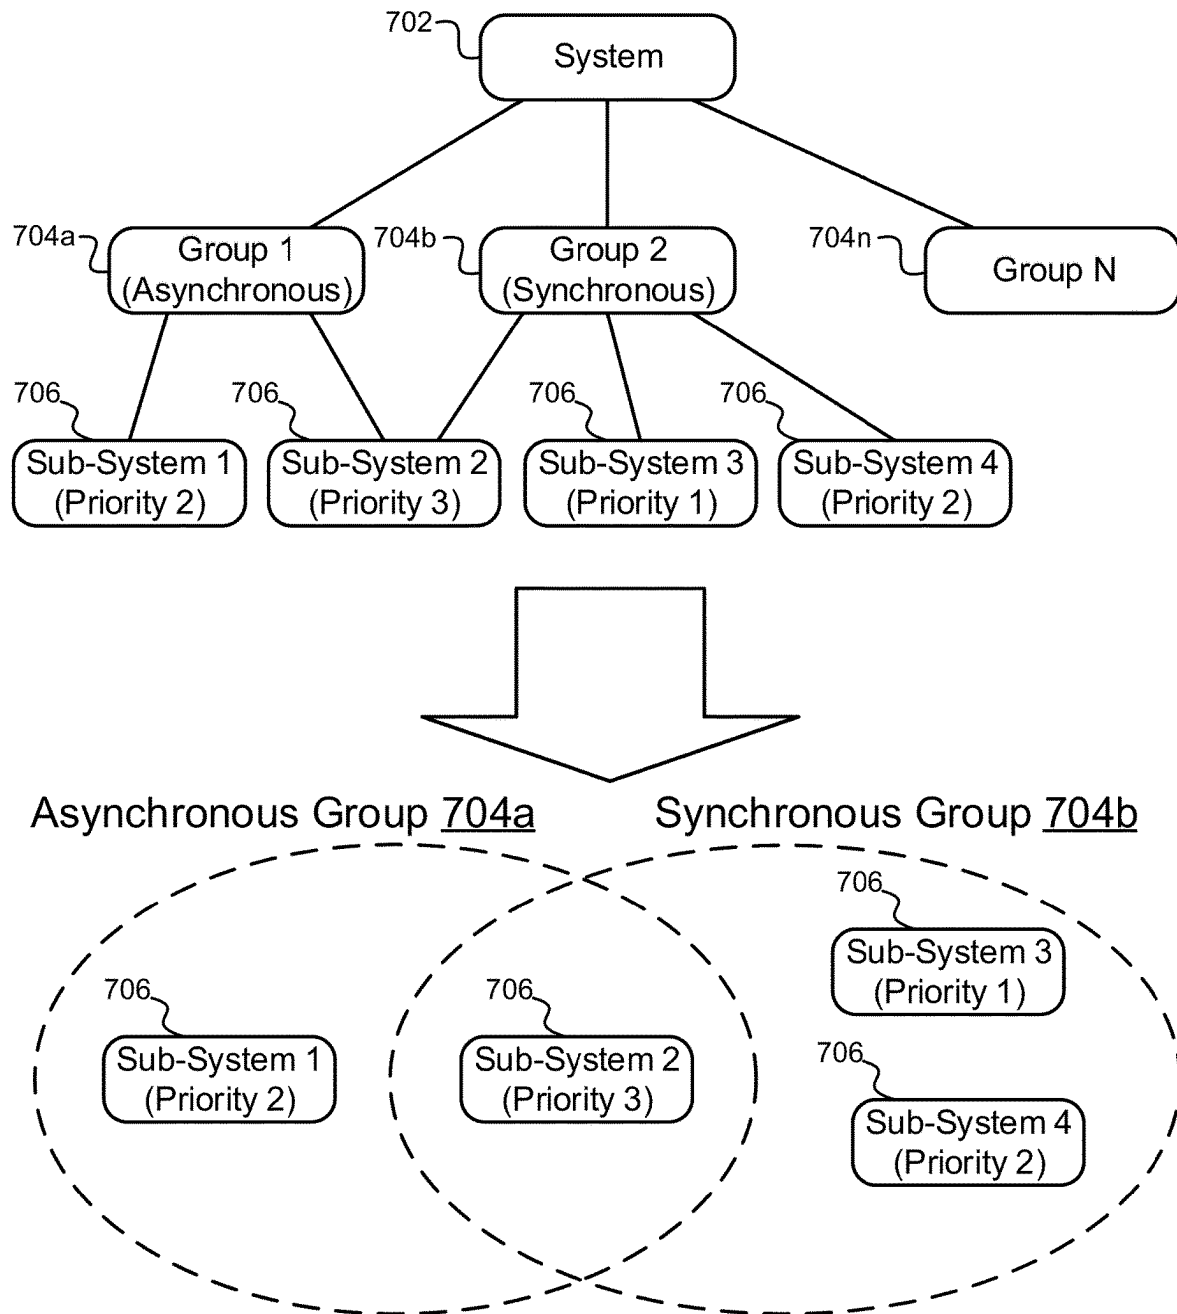 702
System
704a
Group 1
(Asynchronous)
704b
Group 2
(Synchronous)
704n
Group N
706
Sub-System 1
(Priority 2)
706
Sub-System 2
(Priority 3)
706
Sub-System 3
(Priority 1)
706
Sub-System 4
(Priority 2)
Asynchronous Group 704a
Synchronous Group 704b
706
Sub-System 1
(Priority 2)
706
Sub-System 2
(Priority 3)
706
Sub-System 3
(Priority 1)
706
Sub-System 4
(Priority 2)